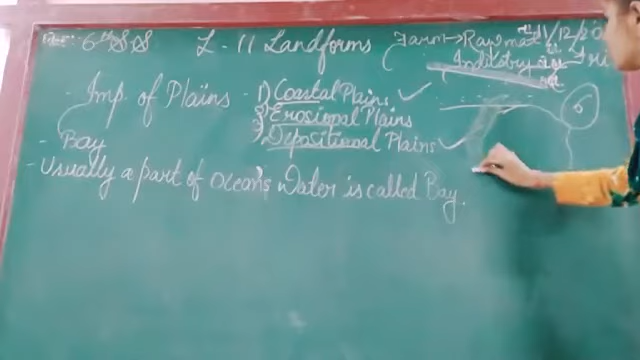 6th SS L - 11 Landforms Farm → Raw mat
Industry
- Imp. of Plains - 1) Coastal Plains ✓
2) Erosional Plains
3) Depositional Plains ✓
- Bay
- Usually a part of ocean's Water is called Bay.